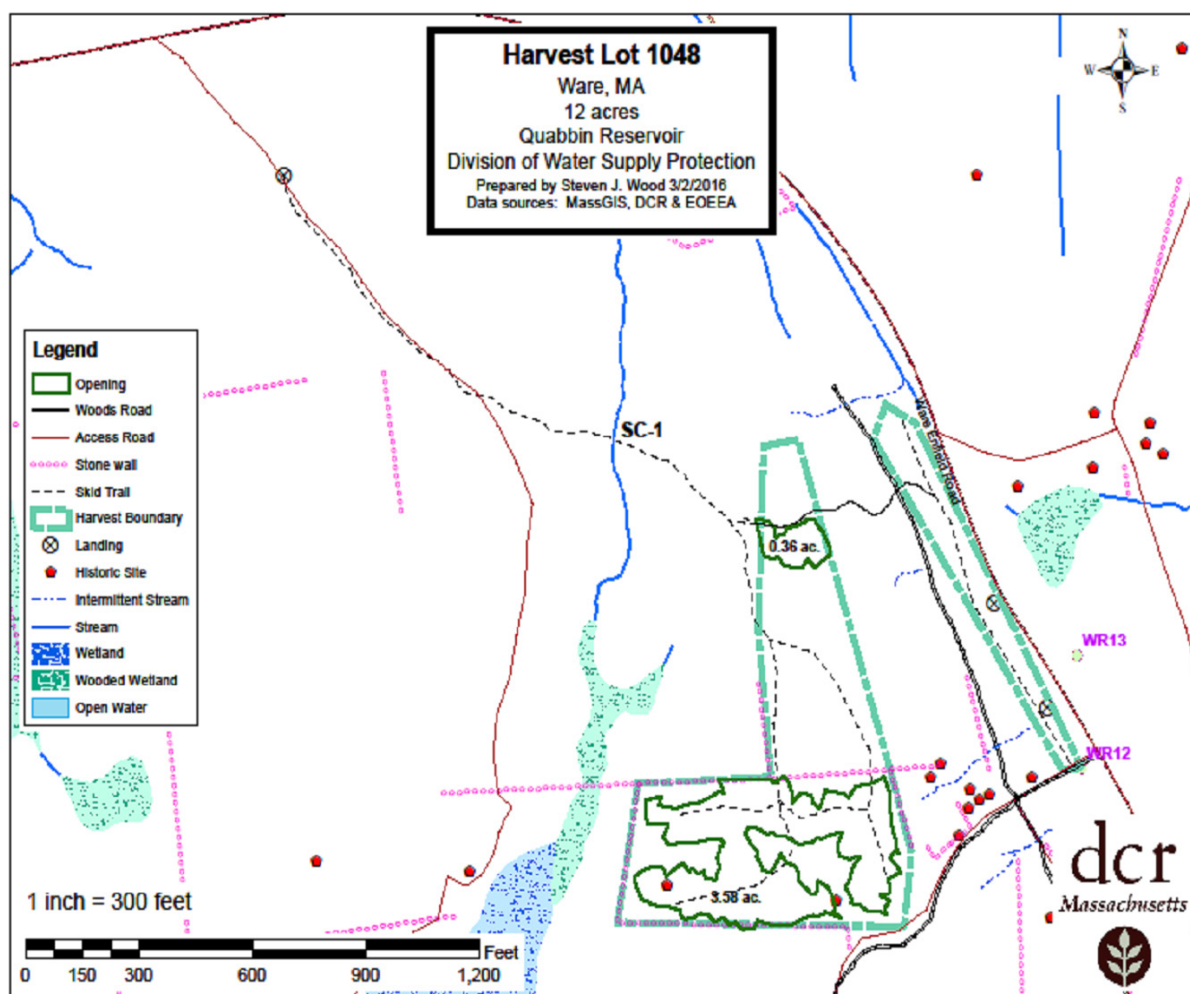 Harvest Lot 1048
Ware, MA
12 acres
Quabbin Reservoir
Division of Water Supply Protection
Prepared by Steven J. Wood 3/2/2016
Data sources: MassGIS, DCR & EOEEA
N
W E
S
Legend
Opening
Woods Road
Access Road
Stone wall
Skid Trail
Harvest Boundary
Landing
Historic Site
Intermittent Stream
Stream
Wetland
Wooded Wetland
Open Water
SC-1
Ware Enfield Road
0.36 ac.
WR13
WR12
3.58 ac.
1 inch = 300 feet
Feet
0 150 300 600 900 1,200
dcr
Massachusetts